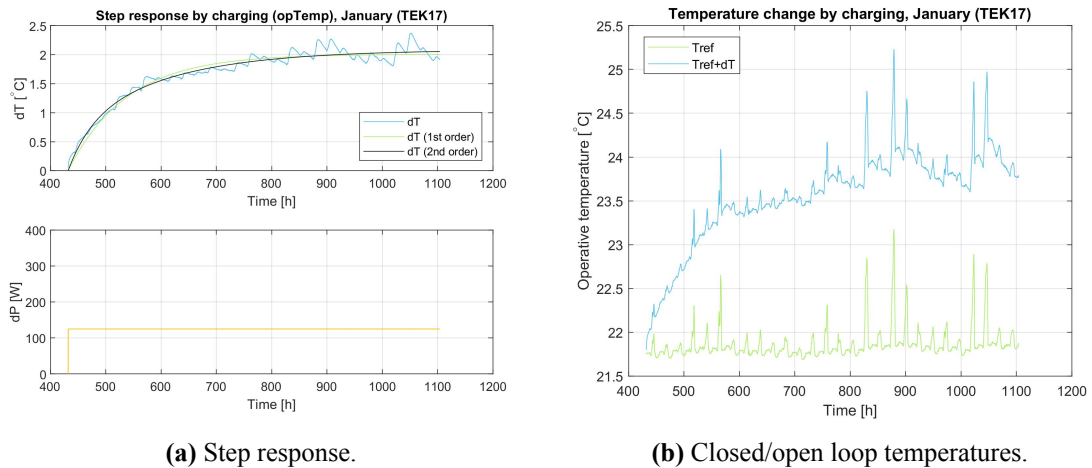 Step response by charging (opTemp), January (TEK17)
2.5
2
1.5
1
0.5
0
dT [°C]
dT
dT (1st order)
dT (2nd order)
400 500 600 700 800 900 1000 1100 1200
Time [h]
400
300
200
100
0
dP [W]
400 500 600 700 800 900 1000 1100 1200
Time [h]
(a) Step response.
Temperature change by charging, January (TEK17)
Tref
Tref+dT
25.5
25
24.5
24
23.5
23
22.5
22
21.5
Operative temperature [°C]
400 500 600 700 800 900 1000 1100 1200
Time [h]
(b) Closed/open loop temperatures.